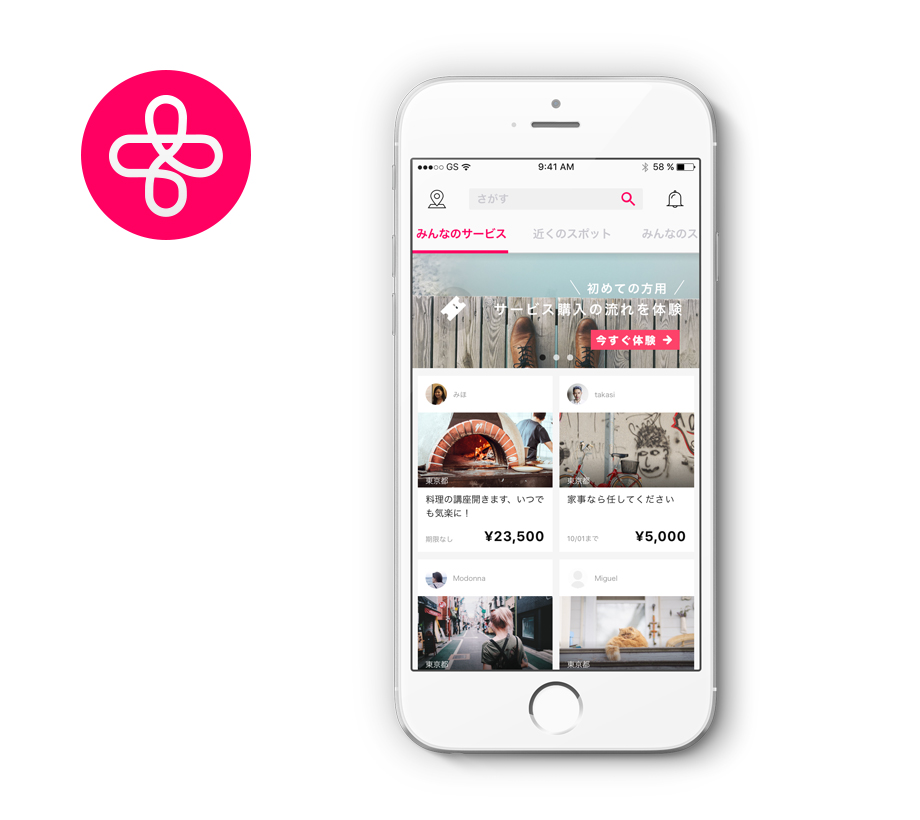 GS 9:41 AM 58 %
さがす
みんなのサービス 近くのスポット みんなのス
初めての方用
サービス購入の流れを体験
今すぐ体験
みほ
東京都
料理の講座開きます、いつで
も気楽に！
期限なし ¥23,500
takasi
東京都
家事なら任してください
10/01まで ¥5,000
Modonna
東京都
Miguel
東京都